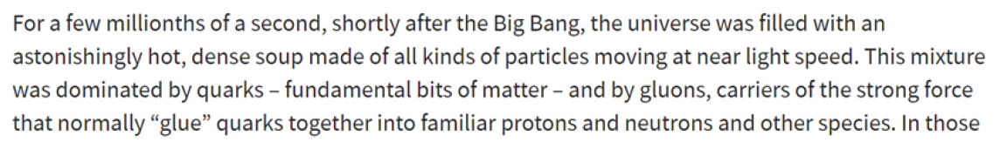 For a few millionths of a second, shortly after the Big Bang, the universe was filled with an
astonishingly hot, dense soup made of all kinds of particles moving at near light speed. This mixture
was dominated by quarks – fundamental bits of matter – and by gluons, carriers of the strong force
that normally “glue” quarks together into familiar protons and neutrons and other species. In those